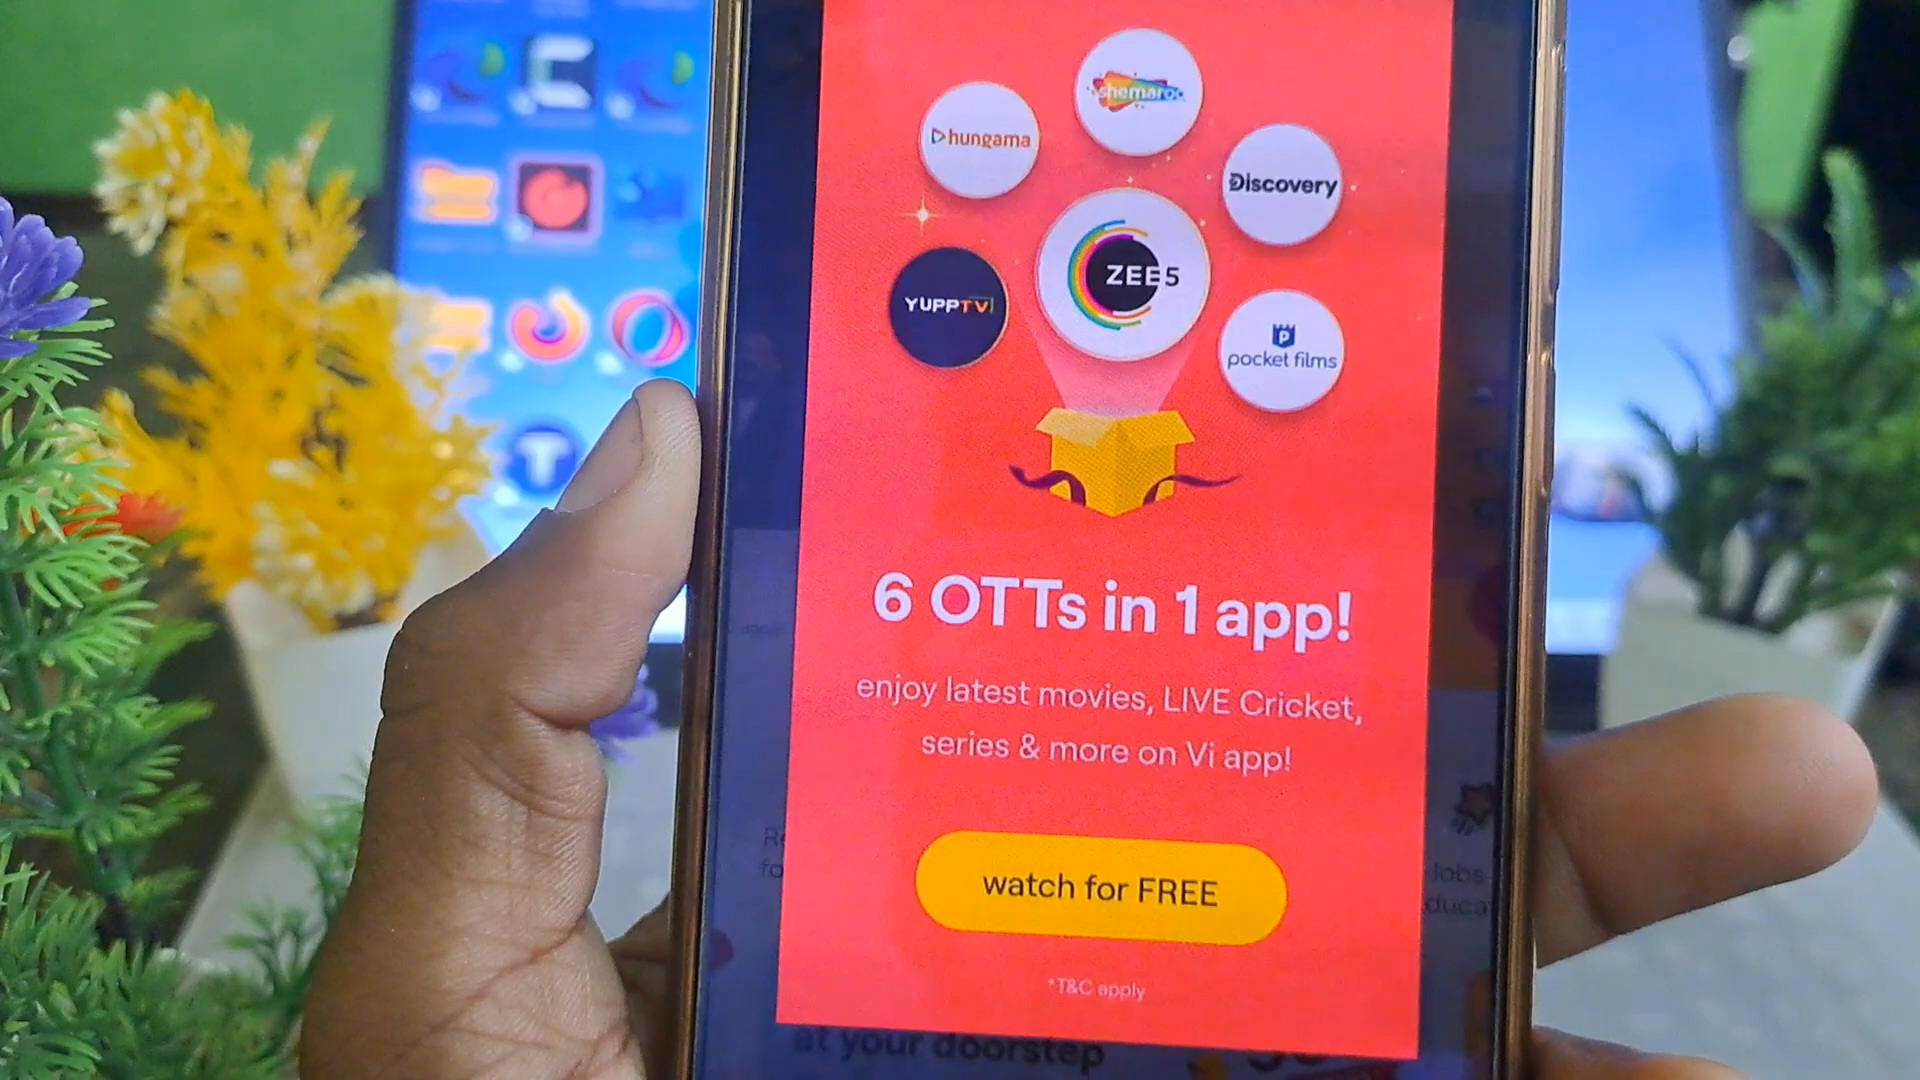 shemaroo
hungama
Discovery
ZEE5
YUPPTV
pocket films
6 OTTs in 1 app!
enjoy latest movies, LIVE Cricket,
series & more on Vi app!
watch for FREE
*T&C apply
at your doorstep